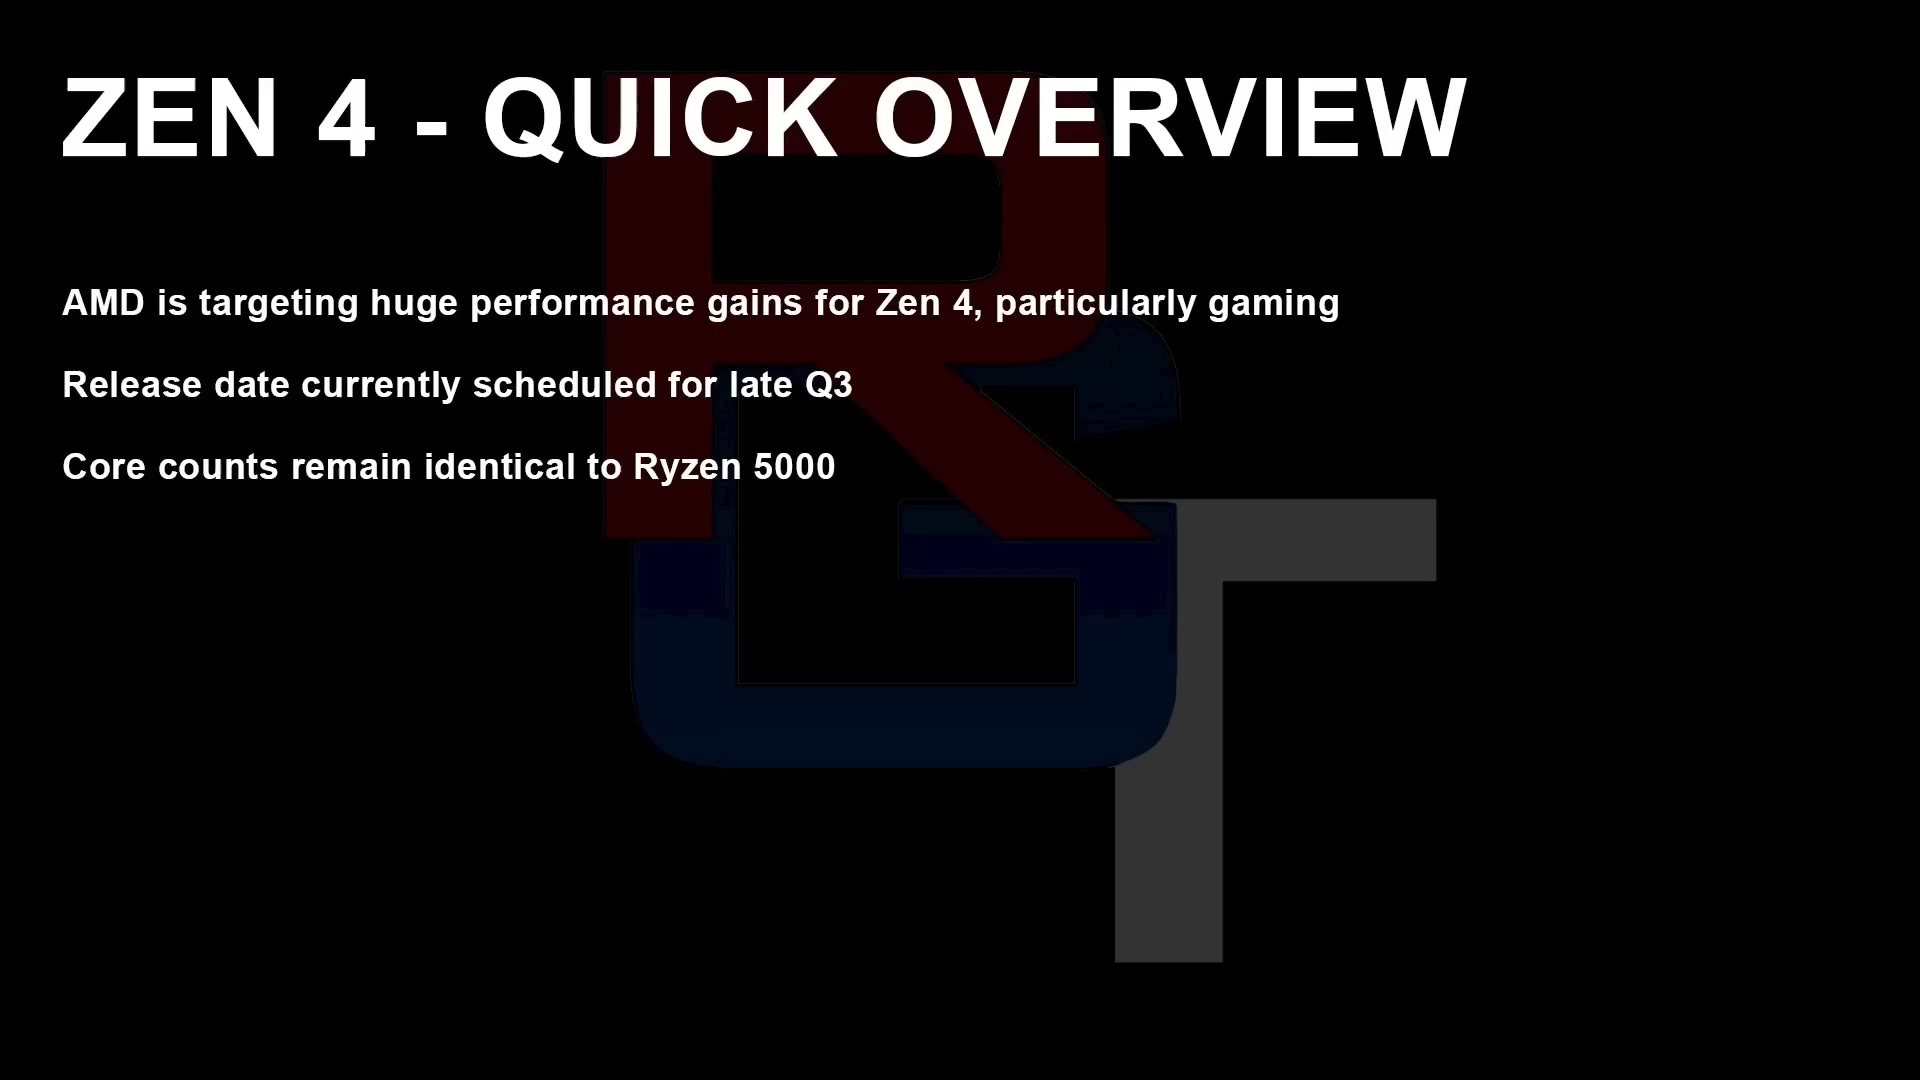 ZEN 4 - QUICK OVERVIEW
AMD is targeting huge performance gains for Zen 4, particularly gaming
Release date currently scheduled for late Q3
Core counts remain identical to Ryzen 5000
RGT